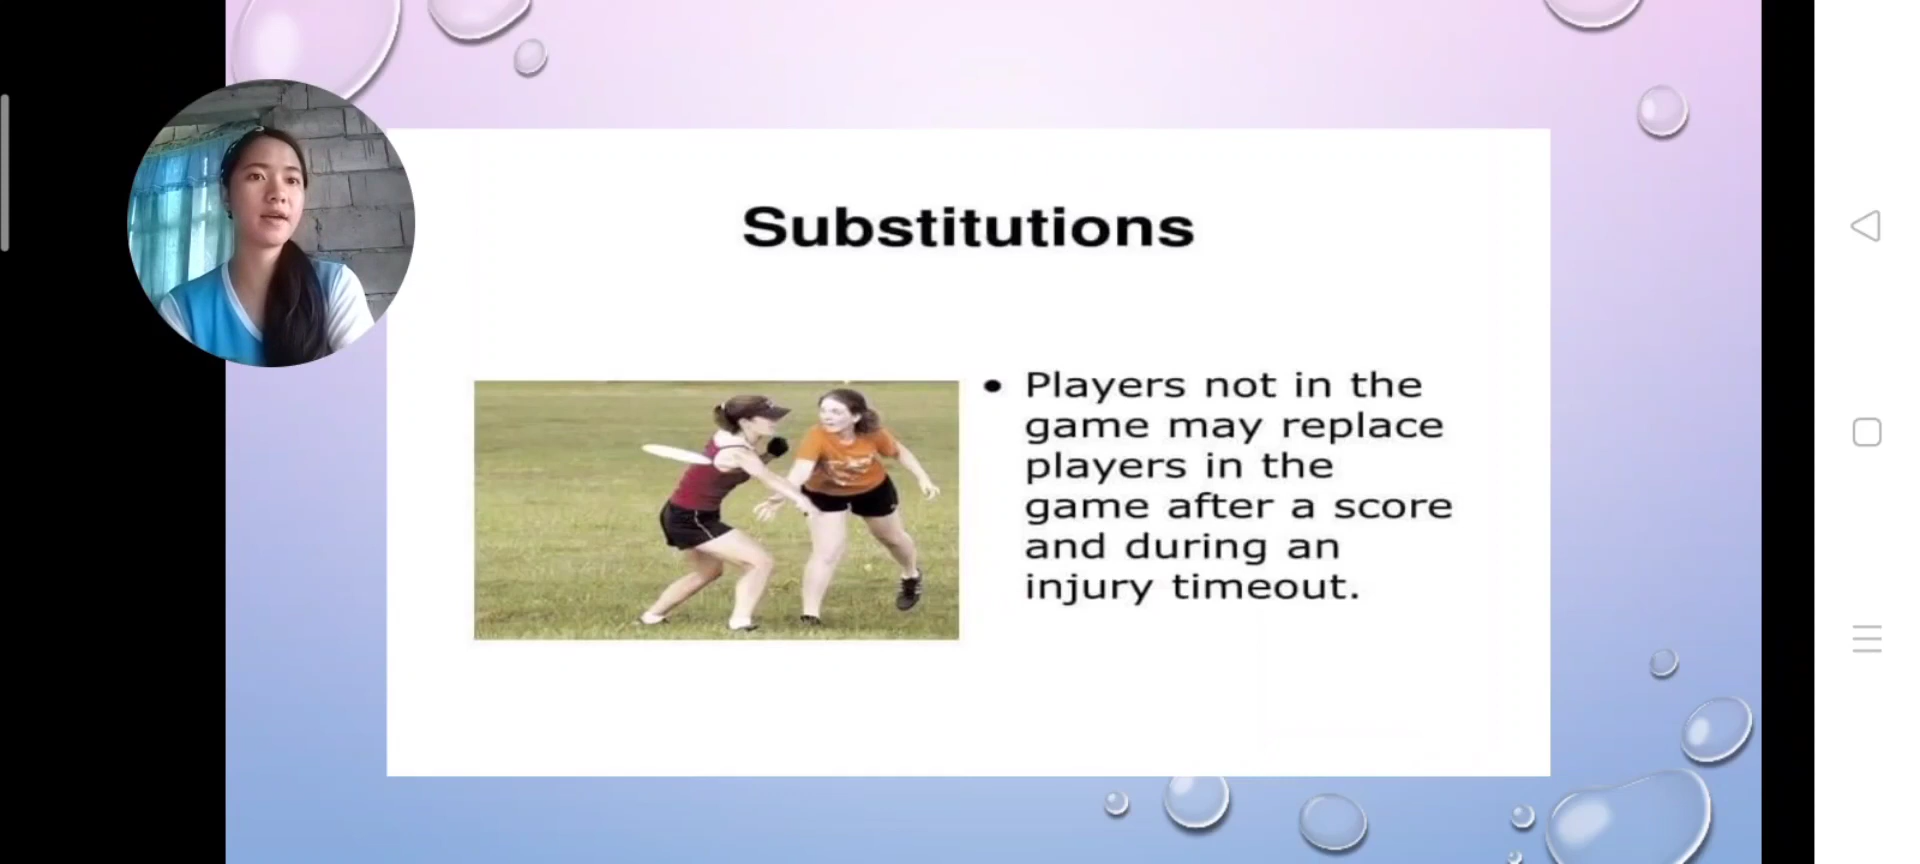 Substitutions
• Players not in the
game may replace
players in the
game after a score
and during an
injury timeout.